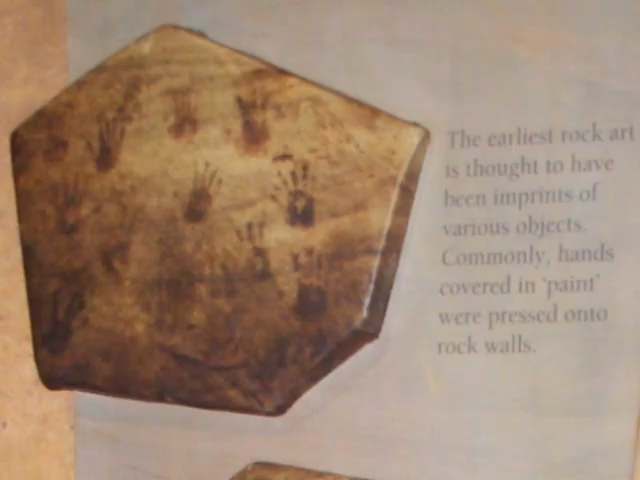 The earliest rock art
is thought to have
been imprints of
various objects.
Commonly, hands
covered in 'paint'
were pressed onto
rock walls.